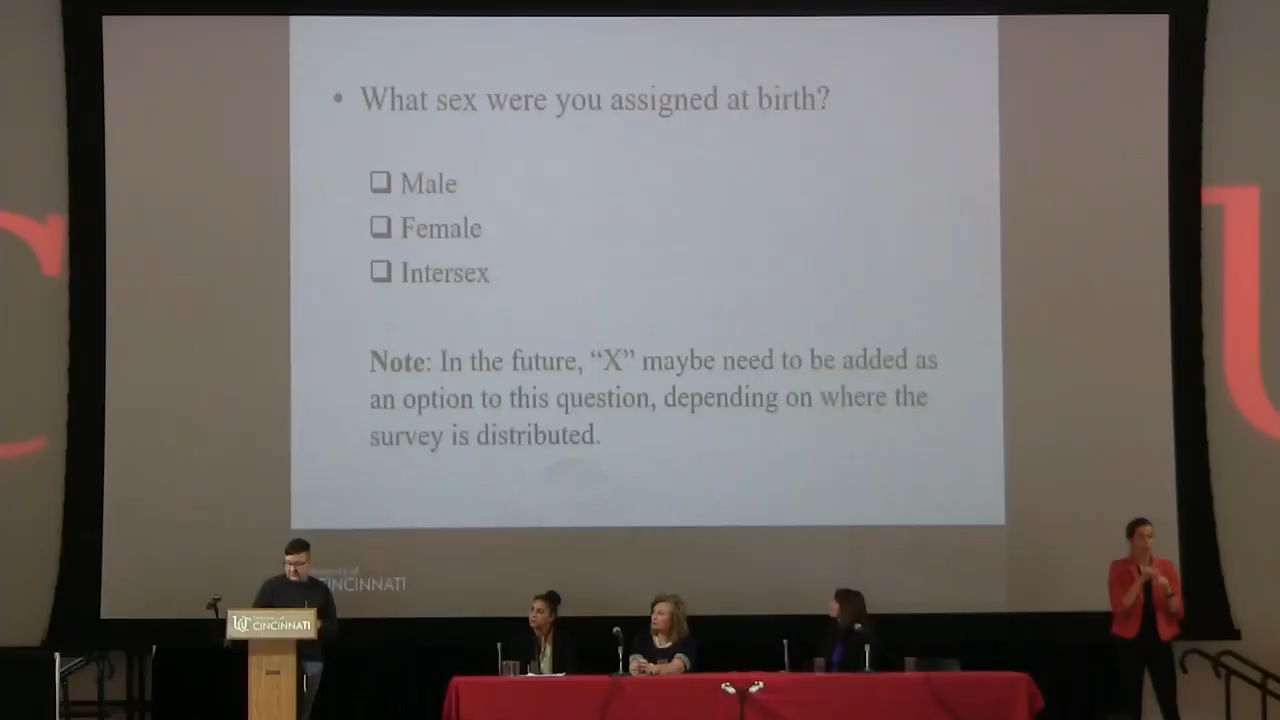 • What sex were you assigned at birth?
❑ Male
❑ Female
❑ Intersex
Note: In the future, “X” maybe need to be added as
an option to this question, depending on where the
survey is distributed.
C
U
CINCINNATI
UC
CINCINNATI